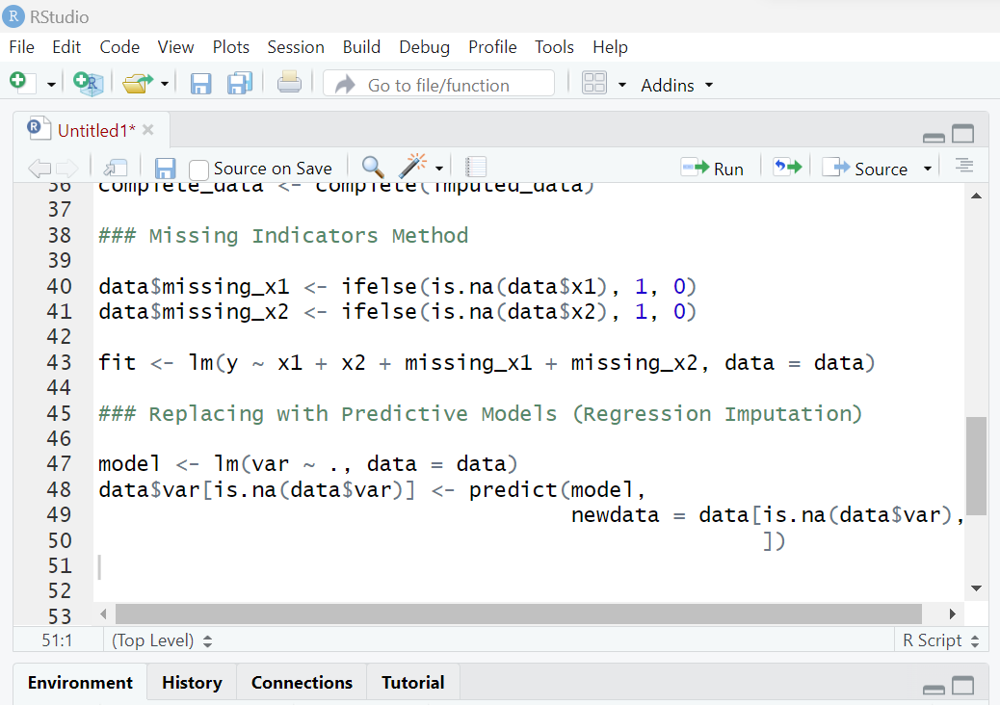 R RStudio
File Edit Code View Plots Session Build Debug Profile Tools Help
R Go to file/function Addins
R Untitled1*
Source on Save Run Source
36 complete_data <- complete(imputed_data)
37
38 ### Missing Indicators Method
39
40 data$missing_x1 <- ifelse(is.na(data$x1), 1, 0)
41 data$missing_x2 <- ifelse(is.na(data$x2), 1, 0)
42
43 fit <- lm(y ~ x1 + x2 + missing_x1 + missing_x2, data = data)
44
45 ### Replacing with Predictive Models (Regression Imputation)
46
47 model <- lm(var ~ ., data = data)
48 data$var[is.na(data$var)] <- predict(model,
49 newdata = data[is.na(data$var),
50 ])
51
52
53
51:1 (Top Level) R Script
Environment History Connections Tutorial